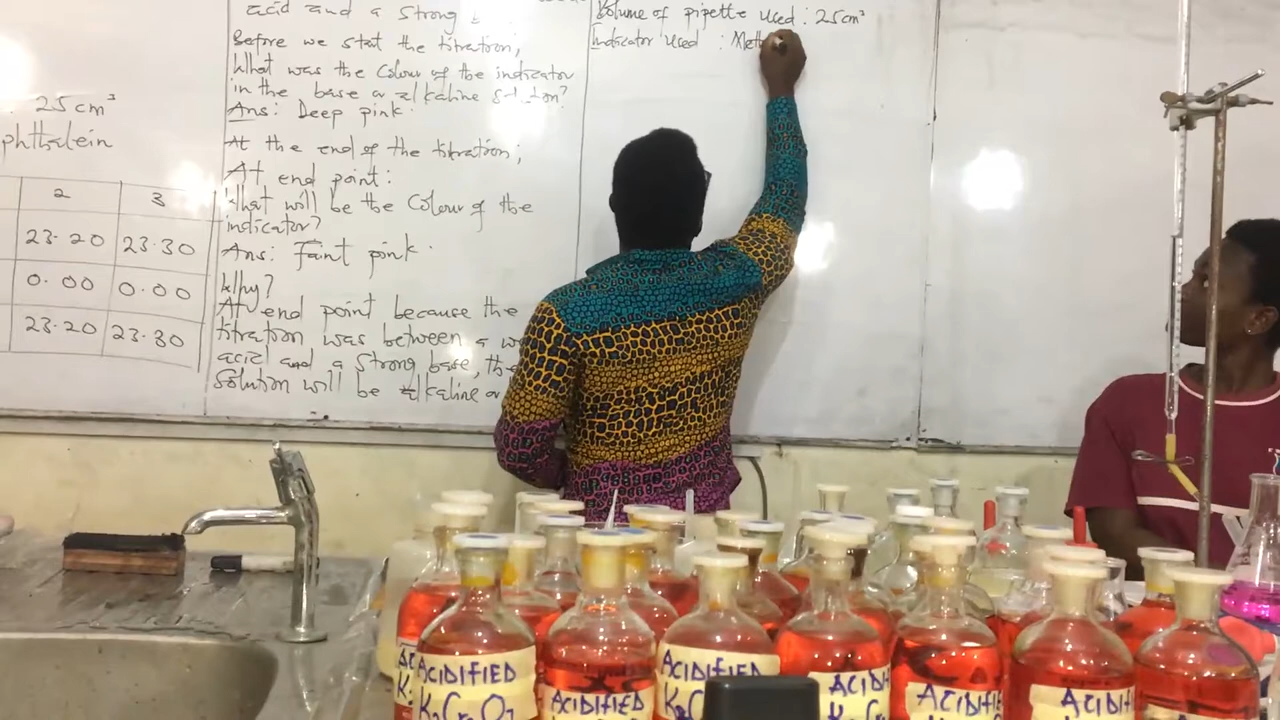 25cm³
phthalein
2 3
23.20 23.30
0.00 0.00
23.20 23.30
acid and a strong
Before we stat the titration;
What was the colour of the indicator
in the base or alkaline solution?
Ans: Deep pink.
At the end of the titration;
At end point:
What will be the colour of the
indicator?
Ans: Faint pink.
Why?
At end point because the
titration was between a w
acid and a strong base, the
solution will be alkaline or
Volume of pipette used: 25cm³
Indicator used : Meth
ACIDIFIED
K₂Cr₂O₇
ACIDIFIED
ACIDIFIED
K₂C
ACIDI
ACIDIFIED
ACIDI